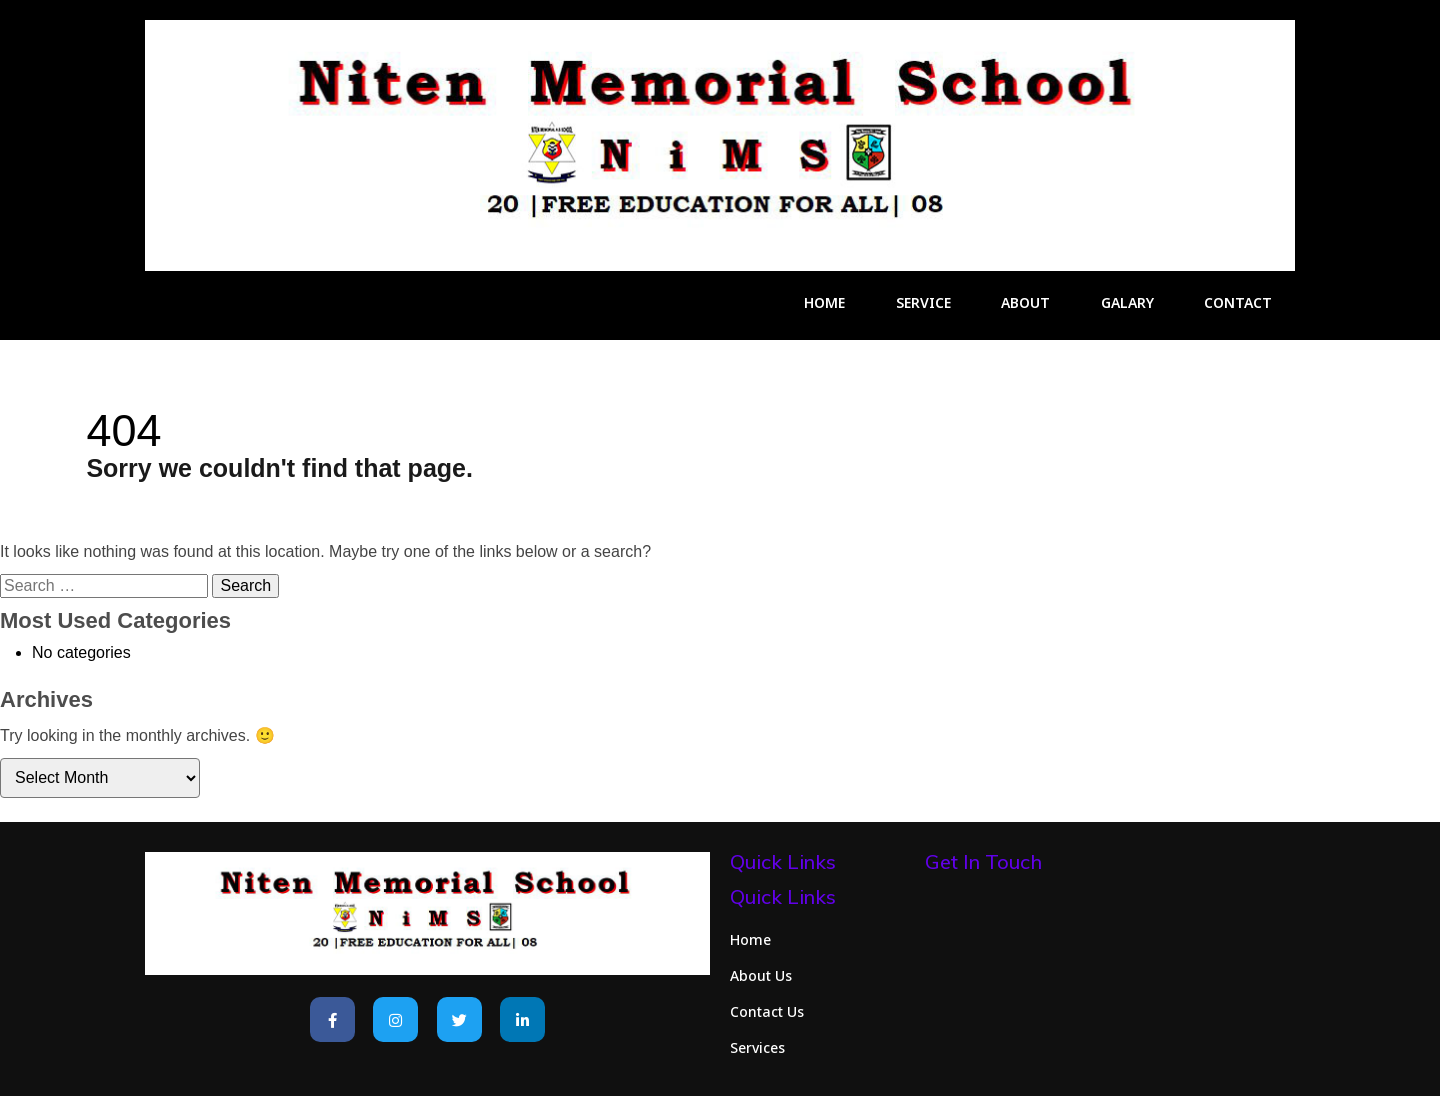 Niten Memorial School
N i M S
20 |FREE EDUCATION FOR ALL| 08
HOME SERVICE ABOUT GALARY CONTACT
404
Sorry we couldn't find that page.
It looks like nothing was found at this location. Maybe try one of the links below or a search?
Search … Search
Most Used Categories
No categories
Archives
Try looking in the monthly archives. 🙂
Select Month
Niten Memorial School
N i M S
20 |FREE EDUCATION FOR ALL| 08
Quick Links
Quick Links
Home
About Us
Contact Us
Services
Get In Touch